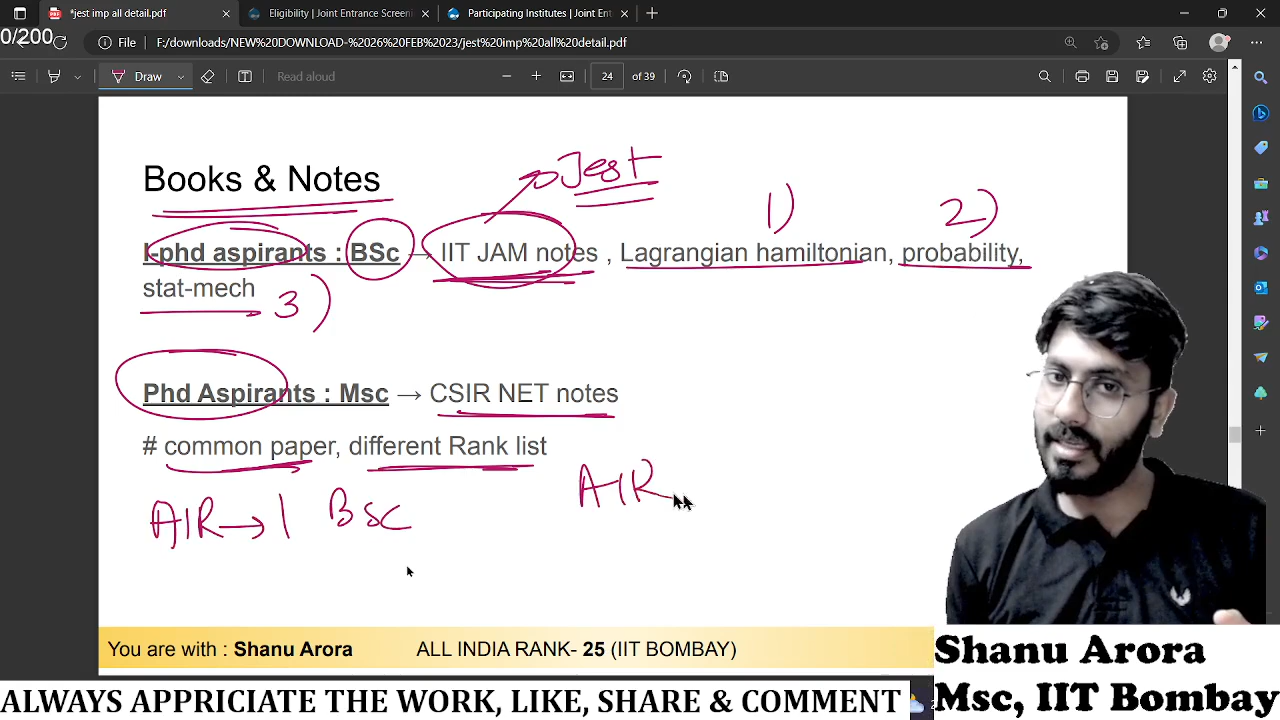 *jest imp all detail.pdf
Eligibility | Joint Entrance Screeni
Participating Institutes | Joint Ent
0/200
File
F:/downloads/NEW%20DOWNLOAD-%2026%20FEB%2023/jest%20imp%20all%20detail.pdf
Draw
Read aloud
24
of 39
Jest
Books & Notes
1)
2)
I-phd aspirants : BSc → IIT JAM notes , Lagrangian hamiltonian, probability,
stat-mech
3)
Phd Aspirants : Msc → CSIR NET notes
# common paper, different Rank list
AIR → 1 BSC
AIR
You are with : Shanu Arora
ALL INDIA RANK- 25 (IIT BOMBAY)
Shanu Arora
Msc, IIT Bombay
ALWAYS APPRICIATE THE WORK, LIKE, SHARE & COMMENT